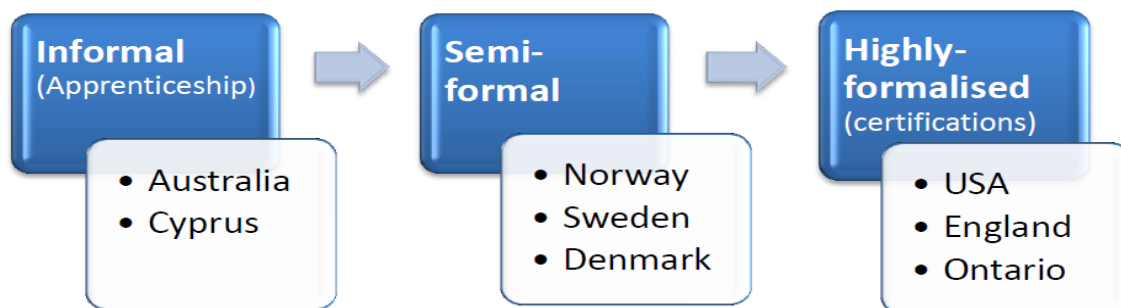 Informal
(Apprenticeship)
• Australia
• Cyprus
Semi-
formal
• Norway
• Sweden
• Denmark
Highly-
formalised
(certifications)
• USA
• England
• Ontario